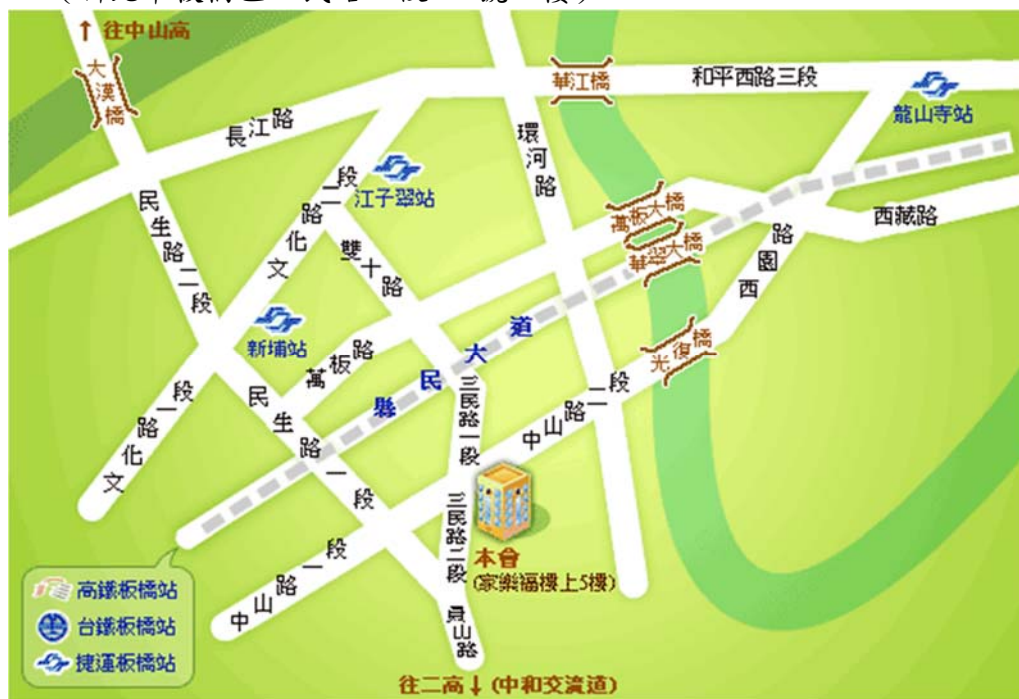 ↑ 往中山高
大漢橋
華江橋
和平西路三段
龍山寺站
長江路
環河路
江子翠站
民生路二段
文化路二段
萬板大橋
華翠大橋
西藏路
雙十路
西園路
新埔站
萬板路
縣民大道
光復橋
三民路一段
中山路二段
民生路一段
文化路一段
三民路二段
本會
(家樂福樓上5樓)
中山路一段
員山路
高鐵板橋站
台鐵板橋站
捷運板橋站
往二高↓(中和交流道)